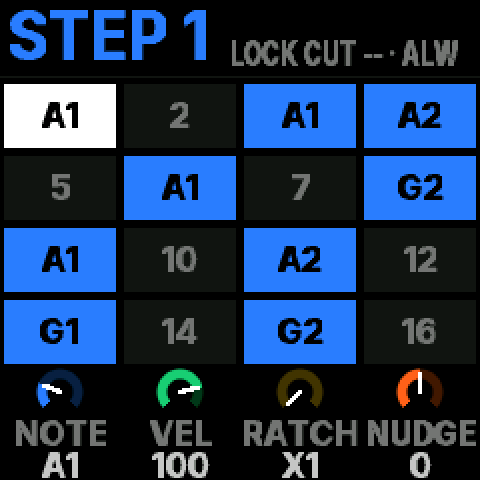 STEP 1 LOCK CUT -- · ALW
A1 2 A1 A2
5 A1 7 G2
A1 10 A2 12
G1 14 G2 16
NOTE VEL RATCH NUDGE
A1 100 X1 0